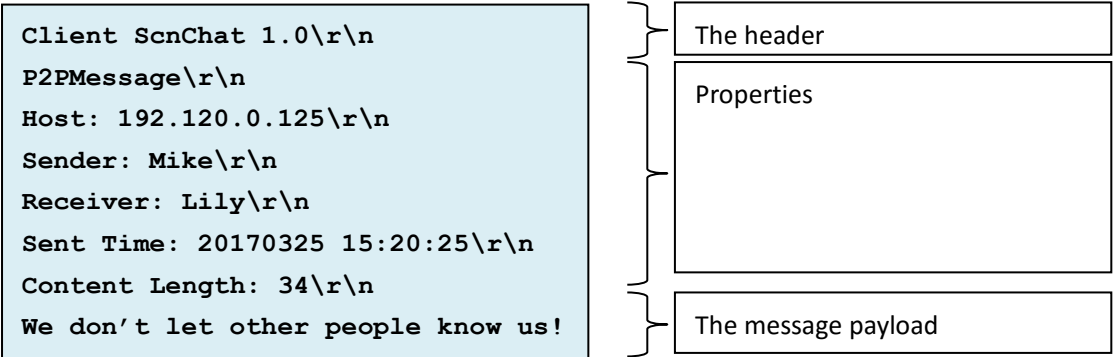 Client ScnChat 1.0\r\n
P2PMessage\r\n
Host: 192.120.0.125\r\n
Sender: Mike\r\n
Receiver: Lily\r\n
Sent Time: 20170325 15:20:25\r\n
Content Length: 34\r\n
We don’t let other people know us!
The header
Properties
The message payload